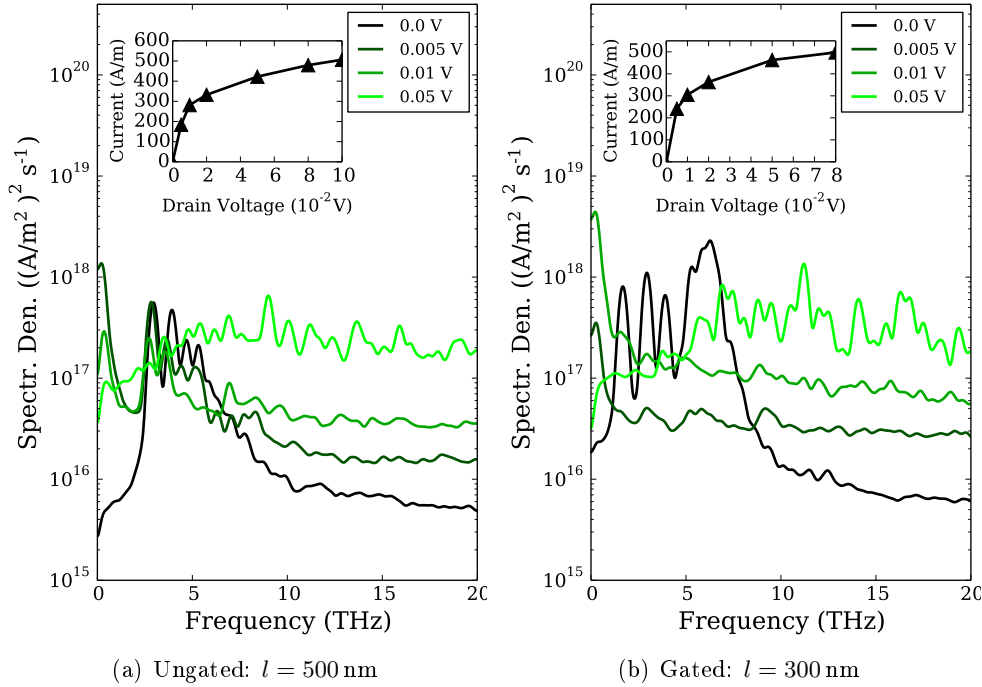 0.0 V
0.005 V
0.01 V
0.05 V
Current (A/m)
600
500
400
300
200
100
0
0 2 4 6 8 10
Drain Voltage (10⁻²V)
Spectr. Den. ((A/m²)² s⁻¹)
10²⁰
10¹⁹
10¹⁸
10¹⁷
10¹⁶
10¹⁵
0 5 10 15 20
Frequency (THz)
(a) Ungated: l = 500 nm
0.0 V
0.005 V
0.01 V
0.05 V
Current (A/m)
500
400
300
200
100
0
0 1 2 3 4 5 6 7 8
Drain Voltage (10⁻²V)
Spectr. Den. ((A/m²)² s⁻¹)
10²⁰
10¹⁹
10¹⁸
10¹⁷
10¹⁶
10¹⁵
0 5 10 15 20
Frequency (THz)
(b) Gated: l = 300 nm